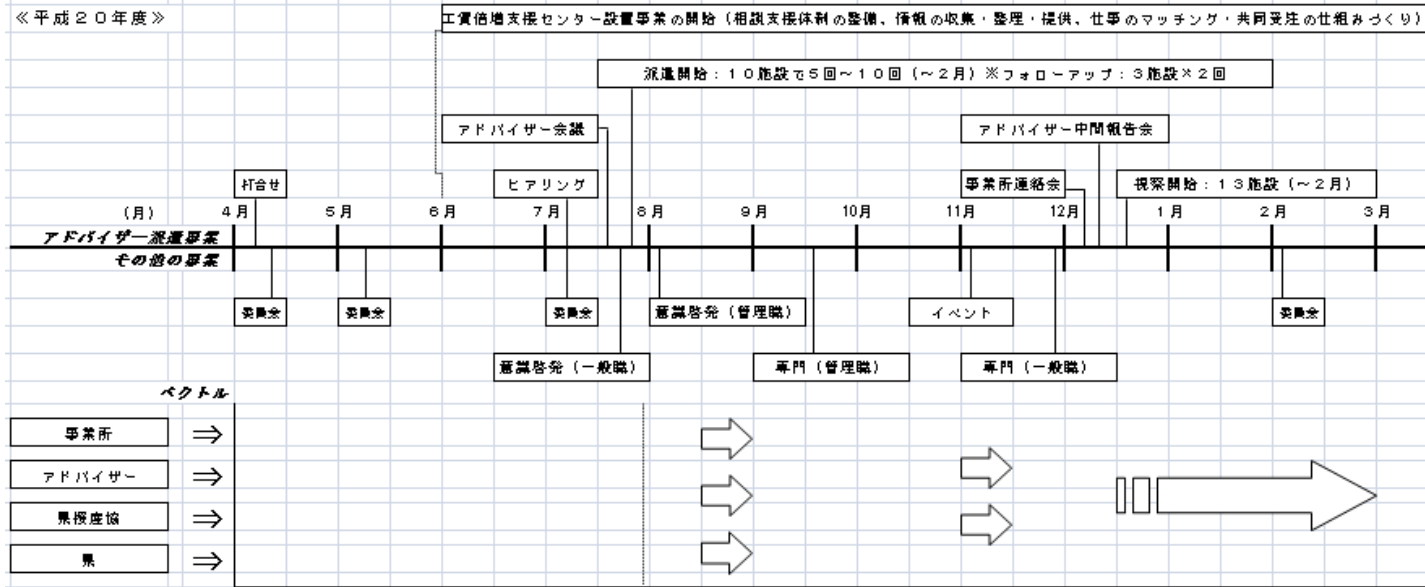 ≪平成２０年度≫
工賃倍増支援センター設置事業の開始（相談支援体制の整備、情報の収集・整理・提供、仕事のマッチング・共同受注の仕組みづくり）
派遣開始：１０施設で５回～１０回（～２月）※フォローアップ：３施設×２回
アドバイザー会議
アドバイザー中間報告会
打合せ
ヒアリング
事業所連絡会
視察開始：１３施設（～２月）
（月）
４月
５月
６月
７月
８月
９月
10月
11月
12月
１月
２月
３月
アドバイザー派遣事業
その他の事業
委員会
委員会
委員会
意識啓発（管理職）
イベント
委員会
意識啓発（一般職）
専門（管理職）
専門（一般職）
ベクトル
事業所 ⇒
アドバイザー ⇒
県授産協 ⇒
県 ⇒